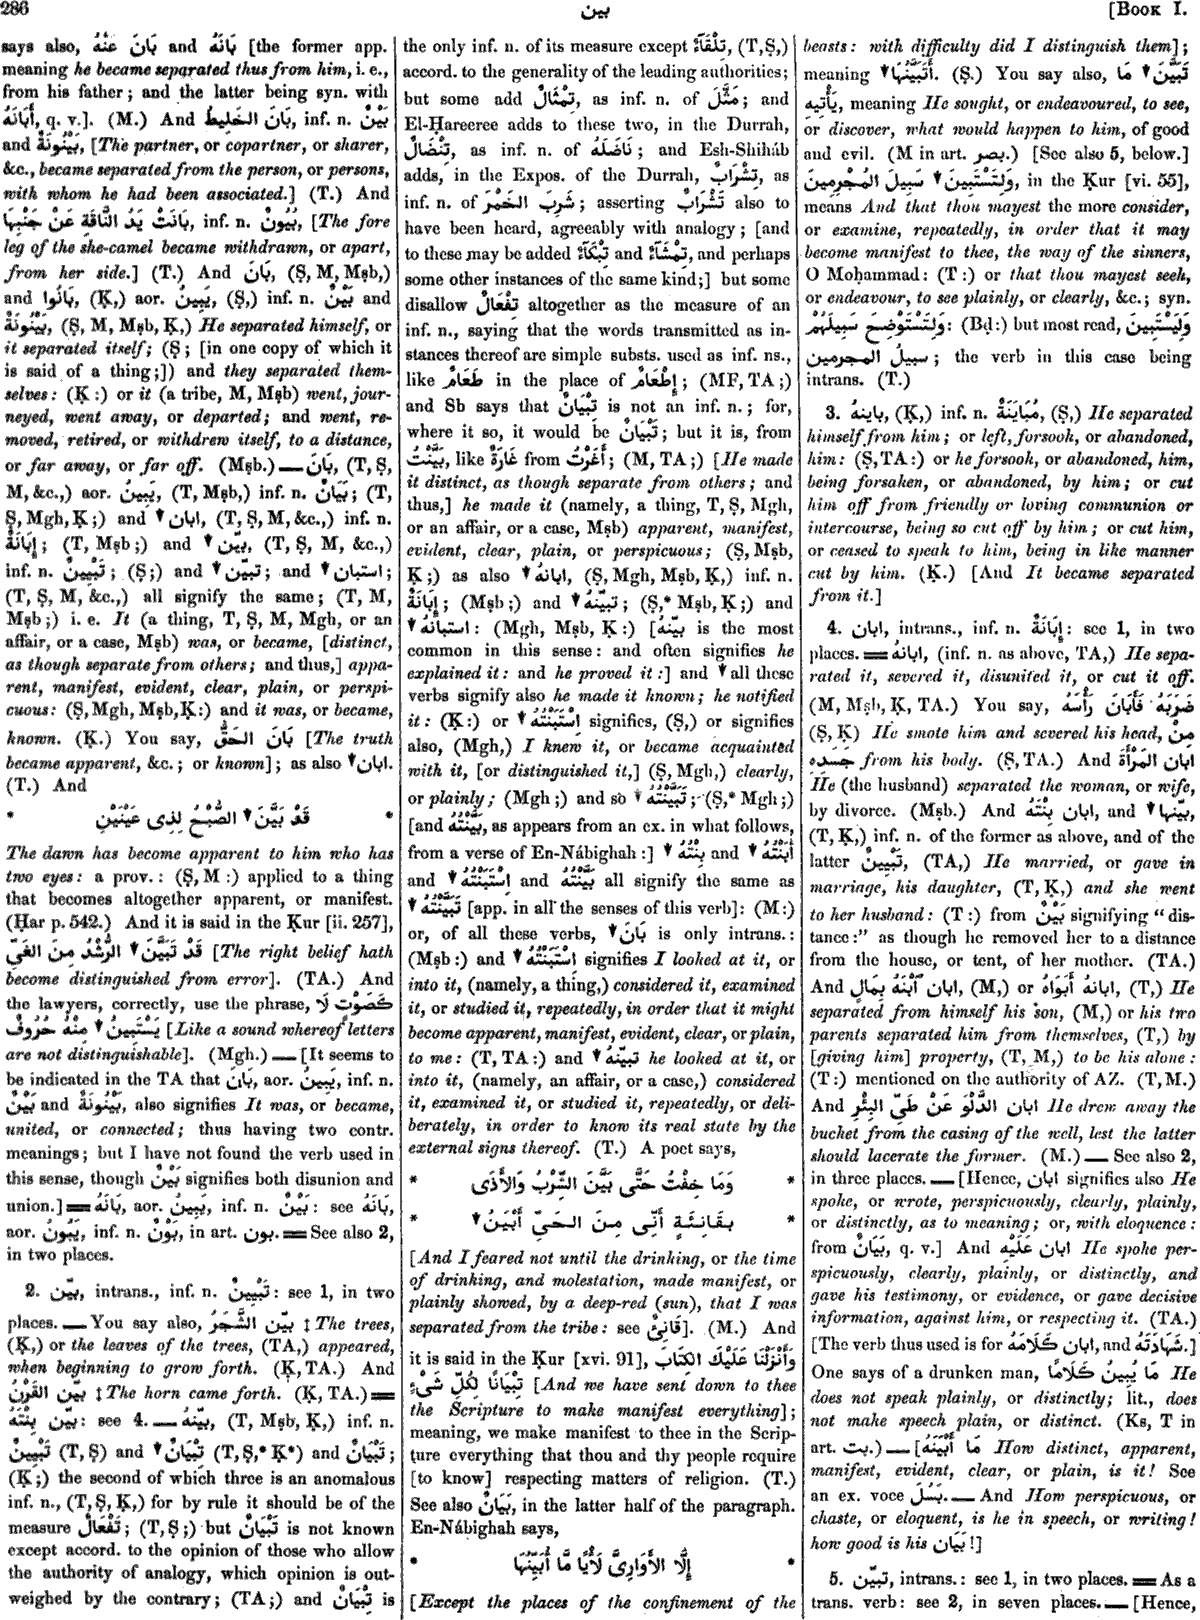 286
بين
[BOOK I.
says also, بَانَ عَنْهُ and بَانَهُ [the former app.
meaning he became separated thus from him, i. e.,
from his father; and the latter being syn. with
أَبَانَهُ, q. v.]. (M.) And بَانَ الخَلِيطُ, inf. n. بَيْنٌ
and بَيْنُونَةٌ, [The partner, or copartner, or sharer,
&c., became separated from the person, or persons,
with whom he had been associated.] (T.) And
بَانَتْ يَدُ النَّاقَةِ عَنْ جَنْبِهَا, inf. n. بُيُونٌ, [The fore
leg of the she-camel became withdrawn, or apart,
from her side.] (T.) And بَانَ, (Ṣ, M, Mṣb,)
and بَانُوا, (Ḳ,) aor. يَبِينُ, (Ṣ,) inf. n. بَيْنٌ and
بَيْنُونَةٌ, (Ṣ, M, Mṣb, Ḳ,) He separated himself, or
it separated itself; (Ṣ; [in one copy of which it
is said of a thing;]) and they separated them-
selves: (Ḳ:) or it (a tribe, M, Mṣb) went, jour-
neyed, went away, or departed; and went, re-
moved, retired, or withdrew itself, to a distance,
or far away, or far off. (Mṣb.) — بَانَ, (T, Ṣ,
M, &c.,) aor. يَبِينُ, (T, Mṣb,) inf. n. بَيَانٌ; (T,
Ṣ, Mgh, Ḳ;) and ▼ ابان, (T, Ṣ, M, &c.,) inf. n.
إِبَانَةٌ; (T, Mṣb;) and ▼ بيّن, (T, Ṣ, M, &c.,)
inf. n. تَبْيِينٌ; (Ṣ;) and ▼ تبيّن; and ▼ استبان;
(T, Ṣ, M, &c.,) all signify the same; (T, M,
Mṣb;) i. e. It (a thing, T, Ṣ, M, Mgh, or an
affair, or a case, Mṣb) was, or became, [distinct,
as though separate from others; and thus,] appa-
rent, manifest, evident, clear, plain, or perspi-
cuous: (Ṣ, Mgh, Mṣb, Ḳ:) and it was, or became,
known. (Ḳ.) You say, بَانَ الحَقُّ [The truth
became apparent, &c.; or known]; as also ▼ ابان.
(T.) And
* قَدْ بَيَّنَ ▼ الصُّبْحُ لِذِى عَيْنَيْنِ *
The dawn has become apparent to him who has
two eyes: a prov.: (Ṣ, M:) applied to a thing
that becomes altogether apparent, or manifest.
(Ḥar p. 542.) And it is said in the Ḳur [ii. 257],
قَدْ تَبَيَّنَ ▼ الرُّشْدُ مِنَ الغَىِّ [The right belief hath
become distinguished from error]. (TA.) And
the lawyers, correctly, use the phrase, كَصَوْتٍ لَا
يَسْتَبِينُ ▼ مِنْهُ حُرُوفٌ [Like a sound whereof letters
are not distinguishable]. (Mgh.) — [It seems to
be indicated in the TA that بَانَ, aor. يَبِينُ, inf. n.
بَيْنٌ and بَيْنُونَةٌ, also signifies It was, or became,
united, or connected; thus having two contr.
meanings; but I have not found the verb used in
this sense, though بَيْنٌ signifies both disunion and
union.] = بَانَهُ, aor. يَبِينُ, inf. n. بَيْنٌ: see بَانَهُ,
aor. يَبُونُ, inf. n. بَوْنٌ, in art. بون. = See also 2,
in two places.
2. بيّن, intrans., inf. n. تَبْيِينٌ: see 1, in two
places. — You say also, بيّن الشَّجَرُ ‡ The trees,
(Ḳ,) or the leaves of the trees, (TA,) appeared,
when beginning to grow forth. (Ḳ, TA.) And
بيّن القَرْنُ ‡ The horn came forth. (Ḳ, TA.) =
بين بِنْتَهُ: see 4. — بيّنهُ, (T, Mṣb, Ḳ,) inf. n.
تَبْيِينٌ (T, Ṣ) and ▼ تِبْيَانٌ (T, Ṣ,* Ḳ*) and تَبْيَانٌ;
(Ḳ;) the second of which three is an anomalous
inf. n., (T, Ṣ, Ḳ,) for by rule it should be of the
measure تَفْعَالٌ; (T, Ṣ;) but تَبْيَانٌ is not known
except accord. to the opinion of those who allow
the authority of analogy, which opinion is out-
weighed by the contrary; (TA;) and تِبْيَانٌ is
the only inf. n. of its measure except تِلْقَآءٌ, (T, Ṣ,)
accord. to the generality of the leading authorities;
but some add تِمْثَالٌ, as inf. n. of مَثَّلَ; and
El-Ḥareeree adds to these two, in the Durrah,
تِنْضَالٌ, as inf. n. of نَاضَلَهُ; and Esh-Shiháb
adds, in the Expos. of the Durrah, تِشْرَابٌ, as
inf. n. of شَرِبَ الخَمْرَ; asserting تَشْرَابٌ also to
have been heard, agreeably with analogy; [and
to these may be added تِبْكَآءٌ and تِمْشَآءٌ, and perhaps
some other instances of the same kind;] but some
disallow تِفْعَالٌ altogether as the measure of an
inf. n., saying that the words transmitted as in-
stances thereof are simple substs. used as inf. ns.,
like طَعَامٌ in the place of إِطْعَامٌ; (MF, TA;)
and Sb says that تِبْيَانٌ is not an inf. n.; for,
where it so, it would be تَبْيَانٌ; but it is, from
بَيَّنْتُ, like غَارَةٌ from أَغَرْتُ; (M, TA;) [He made
it distinct, as though separate from others; and
thus,] he made it (namely, a thing, T, Ṣ, Mgh,
or an affair, or a case, Mṣb) apparent, manifest,
evident, clear, plain, or perspicuous; (Ṣ, Mṣb,
Ḳ;) as also ▼ ابانهُ, (Ṣ, Mgh, Mṣb, Ḳ,) inf. n.
إِبَانَةٌ; (Mṣb;) and ▼ تبيّنهُ; (Ṣ,* Mṣb, Ḳ;) and
▼ استبانهُ: (Mgh, Mṣb, Ḳ:) [بيّنهُ is the most
common in this sense: and often signifies he
explained it: and he proved it:] and ▼ all these
verbs signify also he made it known; he notified
it: (Ḳ:) or ▼ اِسْتَبَنْتُهُ signifies, (Ṣ,) or signifies
also, (Mgh,) I knew it, or became acquainted
with it, [or distinguished it,] (Ṣ, Mgh,) clearly,
or plainly; (Mgh;) and so ▼ تَبَيَّنْتُهُ; (Ṣ,* Mgh;)
[and بَيَّنْتُهُ, as appears from an ex. in what follows,
from a verse of En-Nábighah:] ▼ بِنْتُهُ and ▼ أَبَنْتُهُ
and ▼ اِسْتَبَنْتُهُ and بَيَّنْتُهُ all signify the same as
▼ تَبَيَّنْتُهُ [app. in all the senses of this verb]: (M:)
or, of all these verbs, ▼ بَانَ is only intrans.:
(Mṣb:) and ▼ اِسْتَبَنْتُهُ signifies I looked at it, or
into it, (namely, a thing,) considered it, examined
it, or studied it, repeatedly, in order that it might
become apparent, manifest, evident, clear, or plain,
to me: (T, TA:) and ▼ تبيّنهُ he looked at it, or
into it, (namely, an affair, or a case,) considered
it, examined it, or studied it, repeatedly, or deli-
berately, in order to know its real state by the
external signs thereof. (T.) A poet says,
* وَمَا خِفْتُ حَتَّى بَيَّنَ الشِّرْبُ وَالأَذَى *
* بِقَانِئَةٍ أَنِّى مِنَ الحَىِّ أَبْيَنُ ▼ *
[And I feared not until the drinking, or the time
of drinking, and molestation, made manifest, or
plainly showed, by a deep-red (sun), that I was
separated from the tribe: see قَانِئٌ]. (M.) And
it is said in the Ḳur [xvi. 91], وَأَنْزَلْنَا عَلَيْكَ الكِتَابَ
تِبْيَانًا لِكُلِّ شَىْءٍ [And we have sent down to thee
the Scripture to make manifest everything];
meaning, we make manifest to thee in the Scrip-
ture everything that thou and thy people require
[to know] respecting matters of religion. (T.)
See also بَيَانٌ, in the latter half of the paragraph.
En-Nábighah says,
* إِلَّا الأَوَارِىَّ لَأْيًا مَّا أُبَيِّنُهَا *
[Except the places of the confinement of the
beasts: with difficulty did I distinguish them];
meaning ▼ أَتَبَيَّنُهَا. (Ṣ.) You say also, تَبَيَّنَ ▼ مَا
يَأْتِيهِ, meaning He sought, or endeavoured, to see,
or discover, what would happen to him, of good
and evil. (M in art. بصر.) [See also 5, below.]
وَلِتَسْتَبِينَ ▼ سَبِيلَ المُجْرِمِينَ, in the Ḳur [vi. 55],
means And that thou mayest the more consider,
or examine, repeatedly, in order that it may
become manifest to thee, the way of the sinners,
O Moḥammad: (T:) or that thou mayest seek,
or endeavour, to see plainly, or clearly, &c.; syn.
وَلِتَسْتَوْضِحَ سَبِيلَهُمْ: (Bḍ:) but most read, وَلِيَسْتَبِينَ
سَبِيلُ المجرمين; the verb in this case being
intrans. (T.)
3. باينهُ, (Ḳ,) inf. n. مُبَايَنَةٌ, (Ṣ,) He separated
himself from him; or left, forsook, or abandoned,
him: (Ṣ, TA:) or he forsook, or abandoned, him,
being forsaken, or abandoned, by him; or cut
him off from friendly or loving communion or
intercourse, being so cut off by him; or cut him,
or ceased to speak to him, being in like manner
cut by him. (Ḳ.) [And It became separated
from it.]
4. ابان, intrans., inf. n. إِبَانَةٌ: see 1, in two
places. = ابانهُ, (inf. n. as above, TA,) He sepa-
rated it, severed it, disunited it, or cut it off.
(M, Mṣb, Ḳ, TA.) You say, ضَرَبَهُ فَأَبَانَ رَأْسَهُ
(Ṣ, Ḳ) He smote him and severed his head, مِنْ
جَسَدِهِ from his body. (Ṣ, TA.) And ابان المَرْأَةَ
He (the husband) separated the woman, or wife,
by divorce. (Mṣb.) And ابان بِنْتَهُ, and ▼ بيّنها,
(T, Ḳ,) inf. n. of the former as above, and of the
latter تَبْيِينٌ, (TA,) He married, or gave in
marriage, his daughter, (T, Ḳ,) and she went
to her husband: (T:) from بَيْنٌ signifying “dis-
tance:” as though he removed her to a distance
from the house, or tent, of her mother. (TA.)
And ابان ٱبْنَهُ بِمَالٍ, (M,) or ابانهُ أَبَوَاهُ, (T,) He
separated from himself his son, (M,) or his two
parents separated him from themselves, (T,) by
[giving him] property, (T, M,) to be his alone:
(T:) mentioned on the authority of AZ. (T, M.)
And ابان الدَّلْوَ عَنْ طَىِّ البِئْرِ He drew away the
bucket from the casing of the well, lest the latter
should lacerate the former. (M.) — See also 2,
in three places. — [Hence, ابان signifies also He
spoke, or wrote, perspicuously, clearly, plainly,
or distinctly, as to meaning; or, with eloquence:
from بَيَانٌ, q. v.] And ابان عَلَيْهِ He spoke per-
spicuously, clearly, plainly, or distinctly, and
gave his testimony, or evidence, or gave decisive
information, against him, or respecting it. (TA.)
[The verb thus used is for ابان كَلَامَهُ, and شَهَادَتَهُ.]
One says of a drunken man, مَا يُبِينُ كَلَامًا He
does not speak plainly, or distinctly; lit., does
not make speech plain, or distinct. (Ks, T in
art. بت.) — [مَا أَبْيَنَهُ How distinct, apparent,
manifest, evident, clear, or plain, is it! See
an ex. voce بَسَلَ. — And How perspicuous, or
chaste, or eloquent, is he in speech, or writing!
how good is his بَيَان!]
5. تبيّن, intrans.: see 1, in two places. = As a
trans. verb: see 2, in seven places. — [Hence,